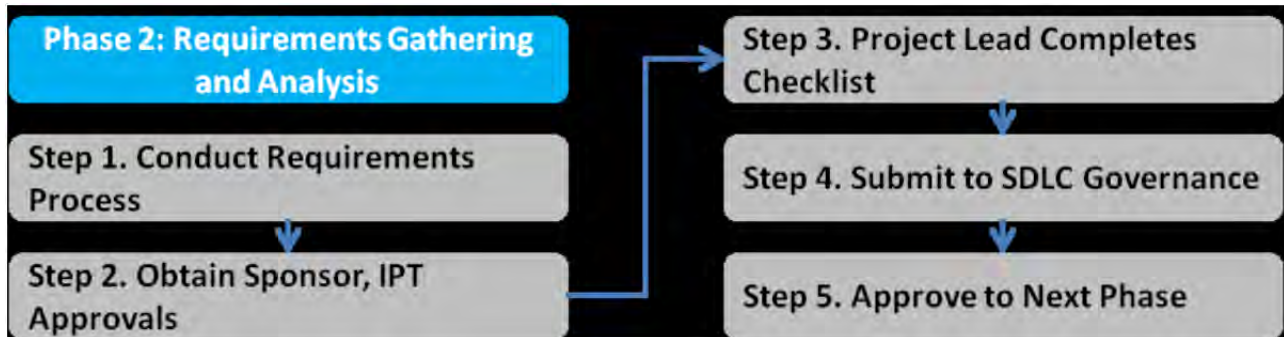 Phase 2: Requirements Gathering
and Analysis
Step 1. Conduct Requirements
Process
Step 2. Obtain Sponsor, IPT
Approvals
Step 3. Project Lead Completes
Checklist
Step 4. Submit to SDLC Governance
Step 5. Approve to Next Phase